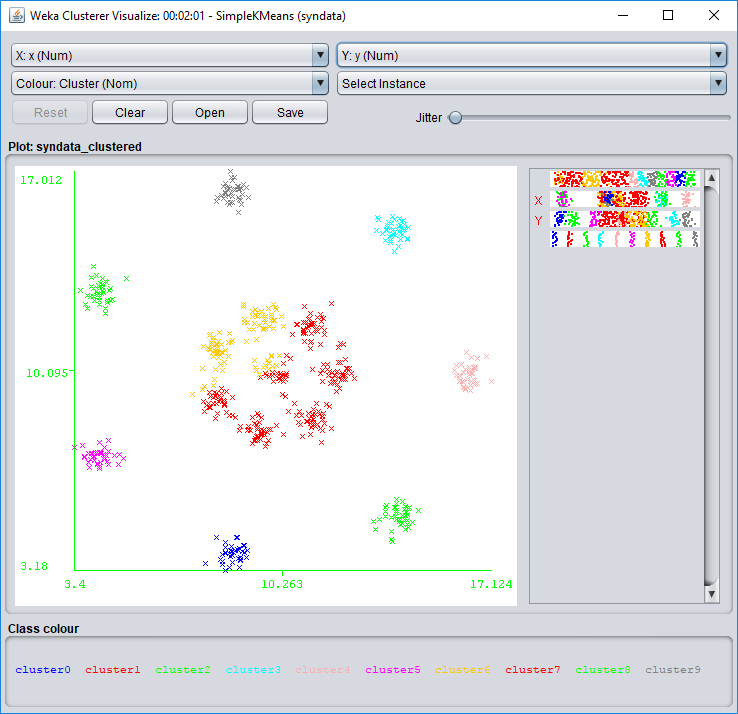 Weka Clusterer Visualize: 00:02:01 - SimpleKMeans (syndata)
X: x (Num) Y: y (Num)
Colour: Cluster (Nom) Select Instance
Reset Clear Open Save Jitter
Plot: syndata_clustered
17.012
10.095
3.18
3.4 10.263 17.124
X
Y
Class colour
cluster0 cluster1 cluster2 cluster3 cluster4 cluster5 cluster6 cluster7 cluster8 cluster9